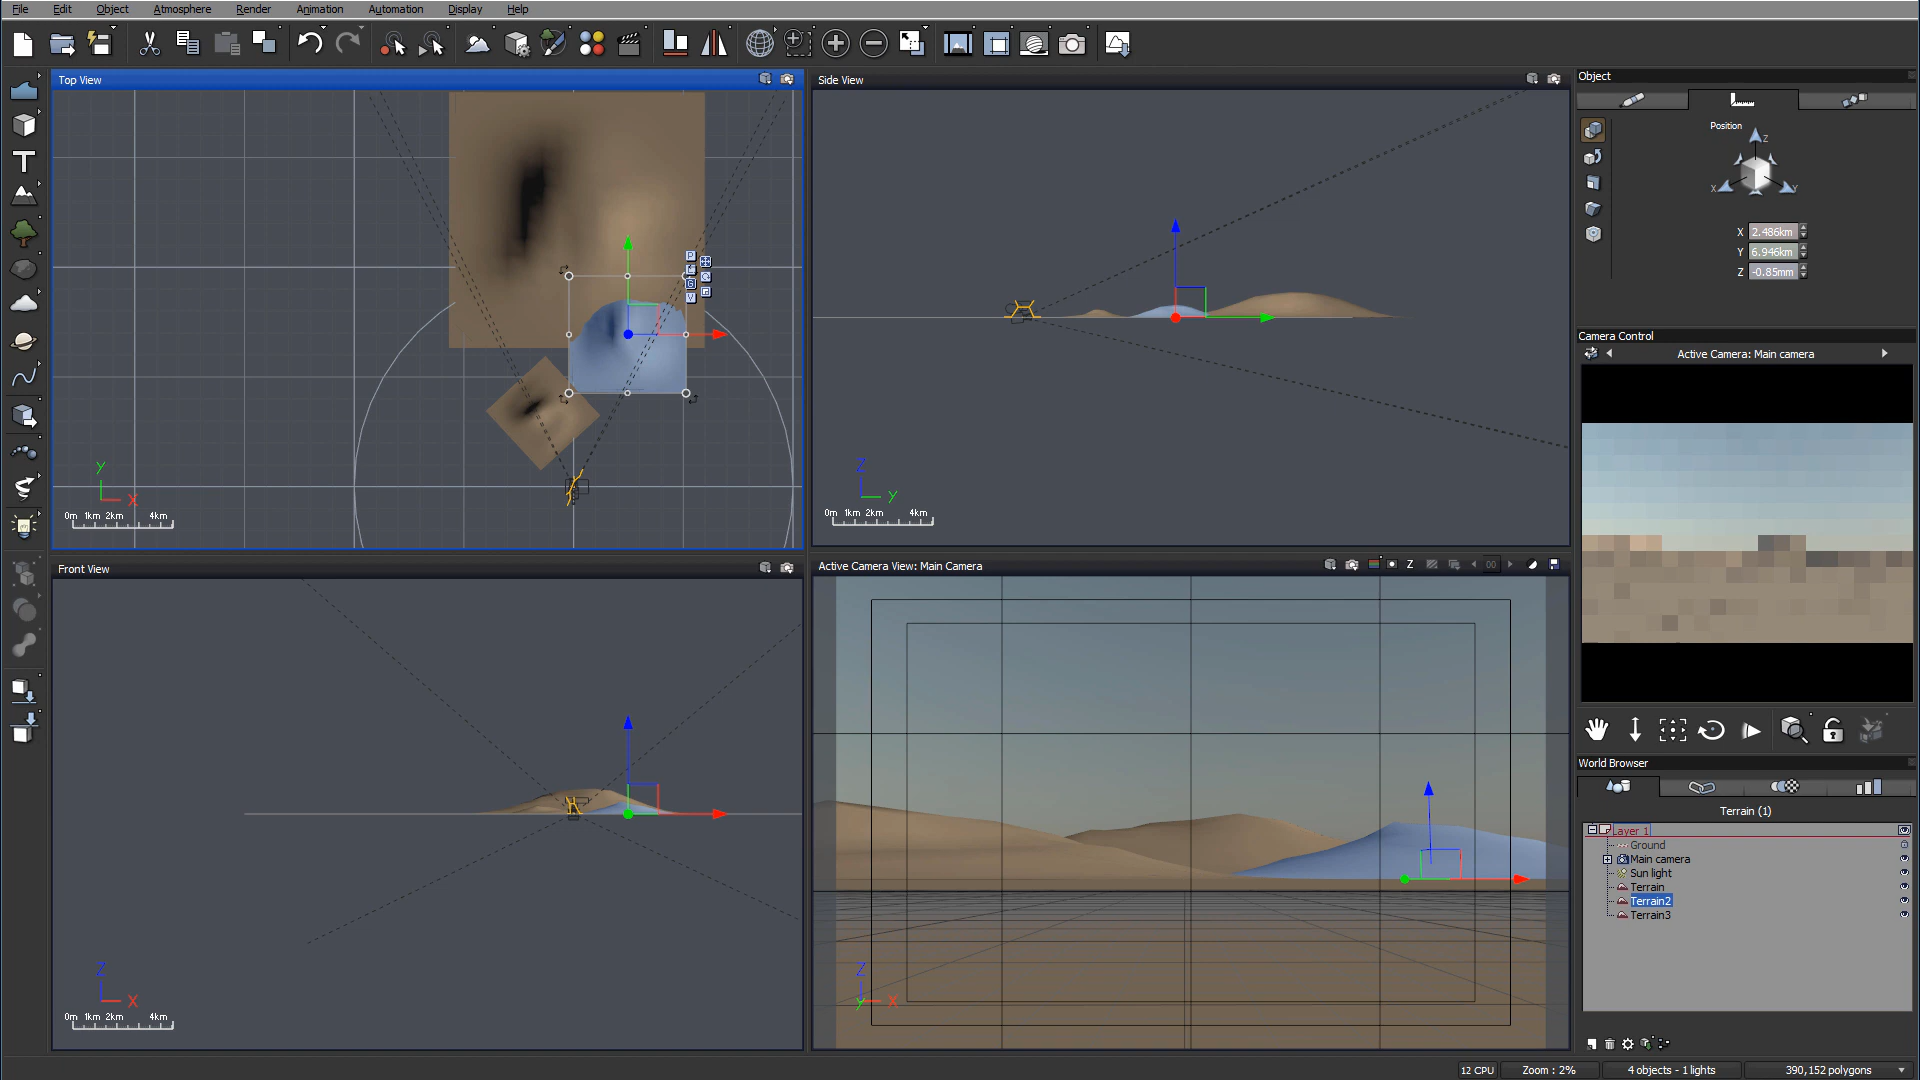 File Edit Object Atmosphere Render Animation Automation Display Help
Top View
Side View
Object
Position
Z
X
Y
X 2.486km
Y 6.946km
Z -0.85mm
Camera Control
Active Camera: Main camera
P
G
V
Y
X
0m 1km 2km 4km
Z
Y
0m 1km 2km 4km
Front View
Active Camera View: Main Camera
Z
00
Z
X
0m 1km 2km 4km
Z
Y
X
World Browser
Terrain (1)
Layer 1
Ground
Main camera
Sun light
Terrain
Terrain2
Terrain3
12 CPU Zoom : 2% 4 objects - 1 lights 390,152 polygons